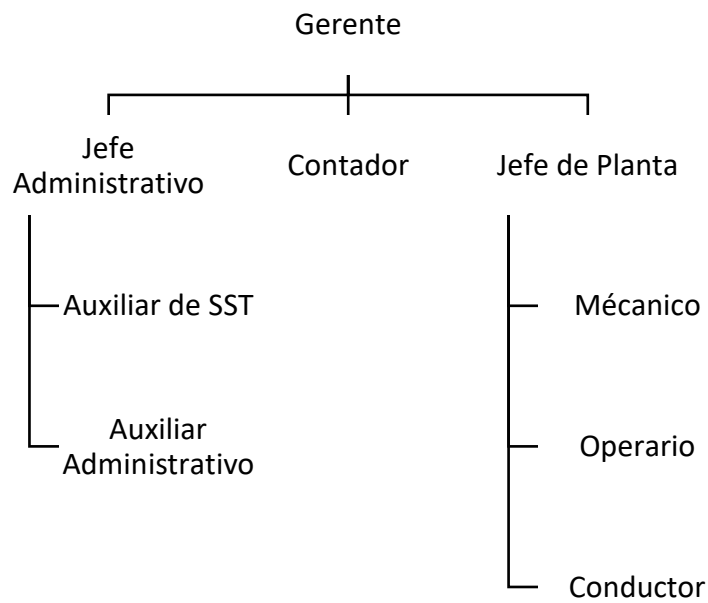 Gerente
Jefe
Administrativo
Contador
Jefe de Planta
Auxiliar de SST
Mécanico
Auxiliar
Administrativo
Operario
Conductor